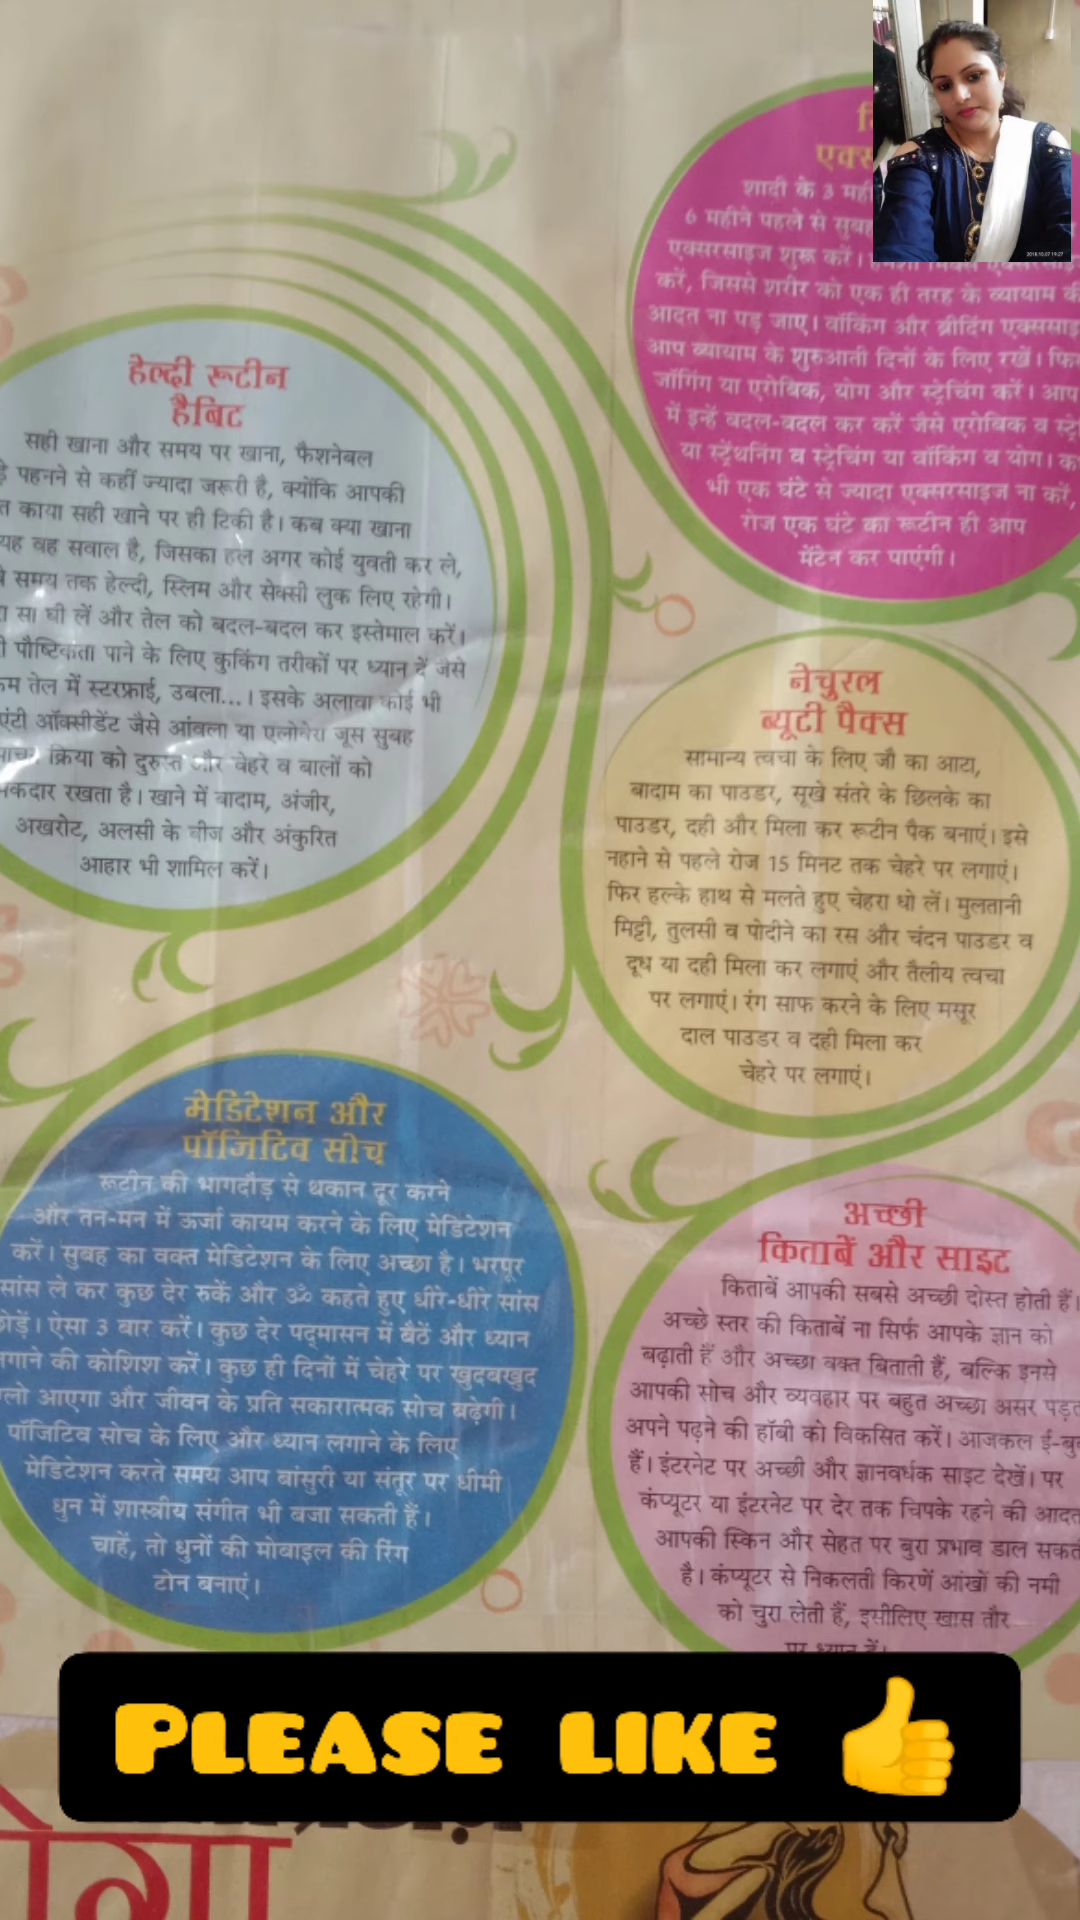 एक्स
शादी के 3 मही
6 महीने पहले से सुबह
एक्सरसाइज शुरू करें।
करें, जिससे शरीर को एक ही तरह के व्यायाम की
आदत ना पड़ जाए। वॉकिंग और ब्रीदिंग एक्सरसाइ
आप व्यायाम के शुरुआती दिनों के लिए रखें। फि
जॉगिंग या एरोबिक, योग और स्ट्रेचिंग करें। आप
में इन्हें बदल-बदल कर करें जैसे एरोबिक व स्ट्रे
या स्ट्रेंथनिंग व स्ट्रेचिंग या वॉकिंग व योग। क
भी एक घंटे से ज्यादा एक्सरसाइज ना करें,
रोज एक घंटे का रूटीन ही आप
मेंटेन कर पाएंगी।
हेल्दी रूटीन
हैबिट
सही खाना और समय पर खाना, फैशनेबल
पहनने से कहीं ज्यादा जरूरी है, क्योंकि आपकी
काया सही खाने पर ही टिकी है। कब क्या खाना
यह वह सवाल है, जिसका हल अगर कोई युवती कर ले,
समय तक हेल्दी, स्लिम और सेक्सी लुक लिए रहेगी।
सा घी लें और तेल को बदल-बदल कर इस्तेमाल करें।
पौष्टिकता पाने के लिए कुकिंग तरीकों पर ध्यान दें जैसे
कम तेल में स्टरफ्राई, उबला...। इसके अलावा कोई भी
एंटी ऑक्सीडेंट जैसे आंवला या एलोवेरा जूस सुबह
क्रिया को दुरुस्त और चेहरे व बालों को
मकदार रखता है। खाने में बादाम, अंजीर,
अखरोट, अलसी के बीज और अंकुरित
आहार भी शामिल करें।
नेचुरल
ब्यूटी पैक्स
सामान्य त्वचा के लिए जौ का आटा,
बादाम का पाउडर, सूखे संतरे के छिलके का
पाउडर, दही और मिला कर रूटीन पैक बनाएं। इसे
नहाने से पहले रोज 15 मिनट तक चेहरे पर लगाएं।
फिर हल्के हाथ से मलते हुए चेहरा धो लें। मुलतानी
मिट्टी, तुलसी व पोदीने का रस और चंदन पाउडर व
दूध या दही मिला कर लगाएं और तैलीय त्वचा
पर लगाएं। रंग साफ करने के लिए मसूर
दाल पाउडर व दही मिला कर
चेहरे पर लगाएं।
मेडिटेशन और
पॉजिटिव सोच
रूटीन की भागदौड़ से थकान दूर करने
और तन-मन में ऊर्जा कायम करने के लिए मेडिटेशन
करें। सुबह का वक्त मेडिटेशन के लिए अच्छा है। भरपूर
सांस ले कर कुछ देर रुकें और ॐ कहते हुए धीरे-धीरे सांस
छोड़ें। ऐसा 3 बार करें। कुछ देर पद्मासन में बैठें और ध्यान
लगाने की कोशिश करें। कुछ ही दिनों में चेहरे पर खुदबखुद
ग्लो आएगा और जीवन के प्रति सकारात्मक सोच बढ़ेगी।
पॉजिटिव सोच के लिए और ध्यान लगाने के लिए
मेडिटेशन करते समय आप बांसुरी या संतूर पर धीमी
धुन में शास्त्रीय संगीत भी बजा सकती हैं।
चाहें, तो धुनों की मोबाइल की रिंग
टोन बनाएं।
अच्छी
किताबें और साइट
किताबें आपकी सबसे अच्छी दोस्त होती हैं।
अच्छे स्तर की किताबें ना सिर्फ आपके ज्ञान को
बढ़ाती हैं और अच्छा वक्त बिताती हैं, बल्कि इनसे
आपकी सोच और व्यवहार पर बहुत अच्छा असर पड़त
अपने पढ़ने की हॉबी को विकसित करें। आजकल ई-बु
हैं। इंटरनेट पर अच्छी और ज्ञानवर्धक साइट देखें। पर
कंप्यूटर या इंटरनेट पर देर तक चिपके रहने की आदत
आपकी स्किन और सेहत पर बुरा प्रभाव डाल सकत
है। कंप्यूटर से निकलती किरणें आंखों की नमी
को चुरा लेती हैं, इसीलिए खास तौर
पर ध्यान दें।
PLEASE LIKE